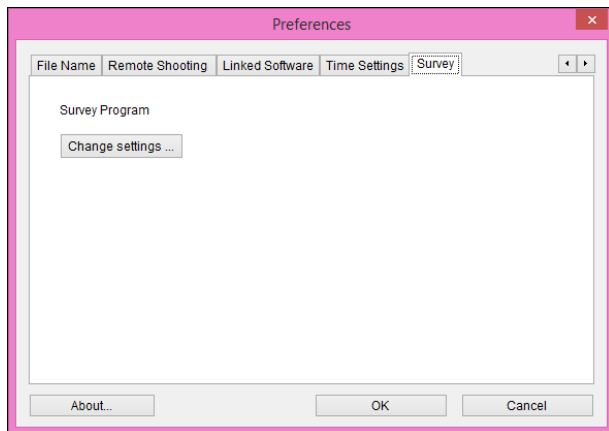 Preferences
File Name Remote Shooting Linked Software Time Settings Survey
Survey Program
Change settings ...
About... OK Cancel